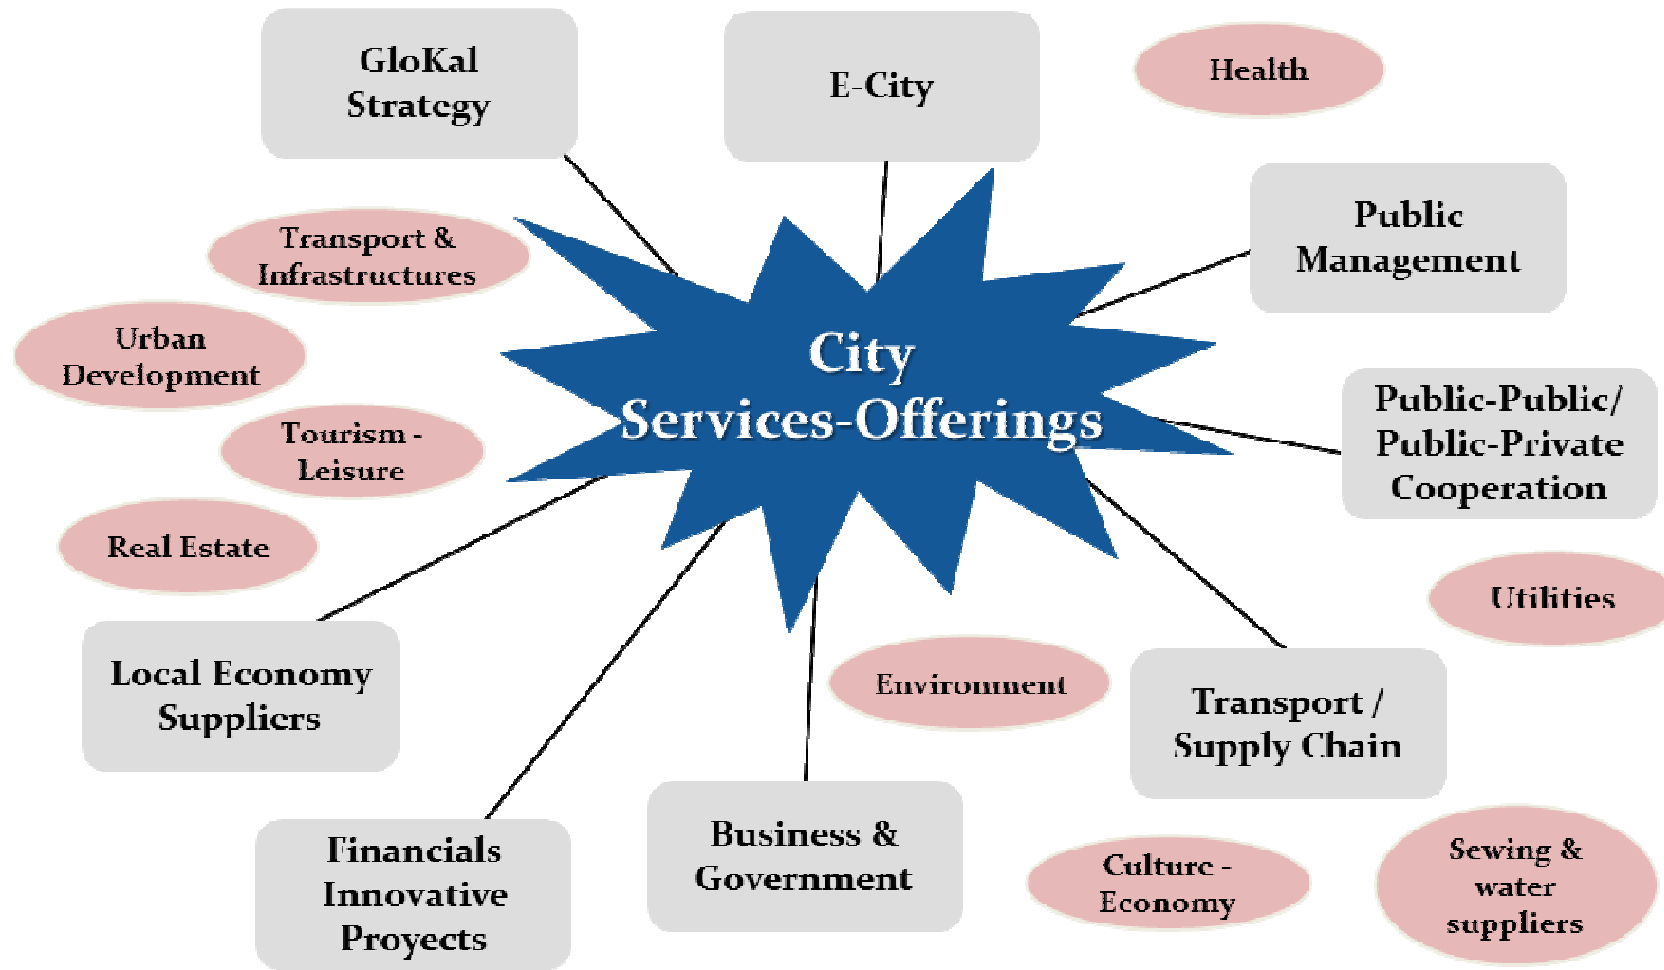 GloKal
Strategy
E-City
Health
Public
Management
Transport &
Infrastructures
Urban
Development
City
Services-Offerings
Public-Public/
Public-Private
Cooperation
Tourism -
Leisure
Real Estate
Utilities
Local Economy
Suppliers
Environment
Transport /
Supply Chain
Financials
Innovative
Proyects
Business &
Government
Culture -
Economy
Sewing &
water
suppliers